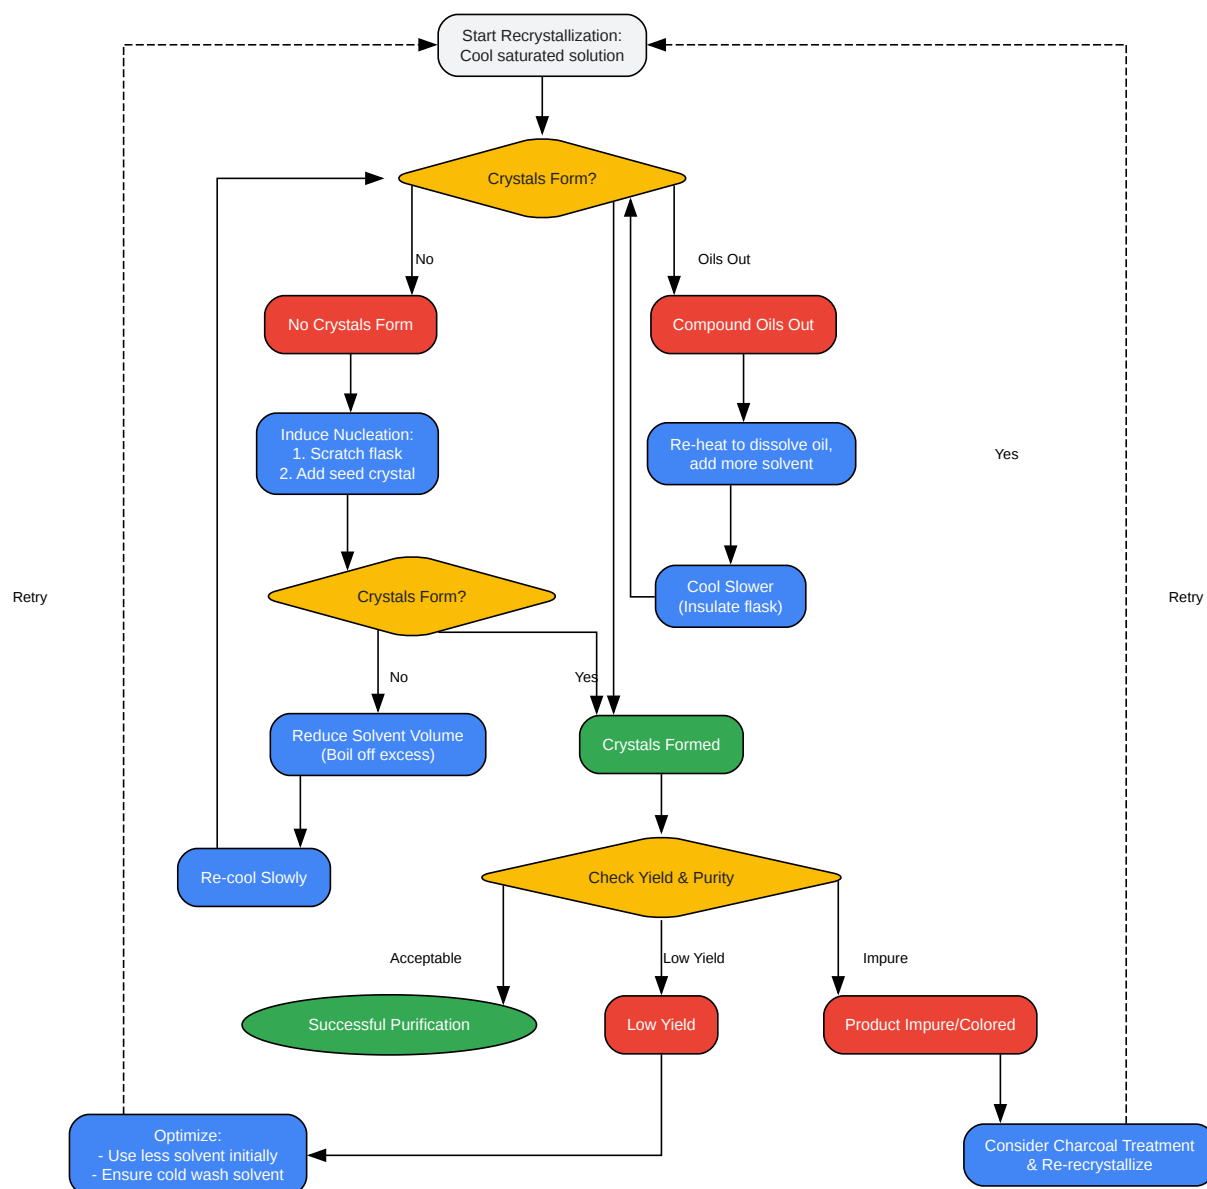 Start Recrystallization:
Cool saturated solution
Crystals Form?
No
Oils Out
No Crystals Form
Compound Oils Out
Induce Nucleation:
1. Scratch flask
2. Add seed crystal
Re-heat to dissolve oil,
add more solvent
Yes
Crystals Form?
Cool Slower
(Insulate flask)
Retry
Retry
No
Yes
Reduce Solvent Volume
(Boil off excess)
Crystals Formed
Re-cool Slowly
Check Yield & Purity
Acceptable
Low Yield
Impure
Successful Purification
Low Yield
Product Impure/Colored
Optimize:
- Use less solvent initially
- Ensure cold wash solvent
Consider Charcoal Treatment
& Re-recrystallize